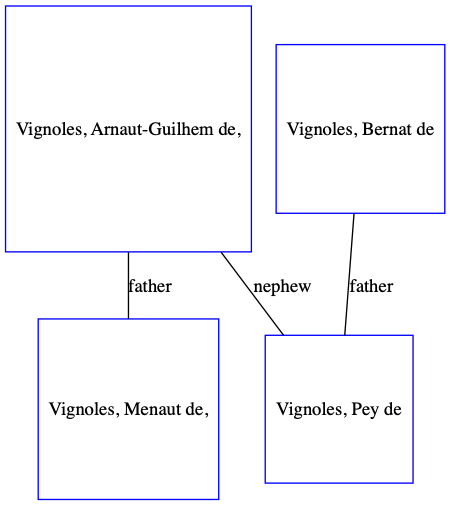 Vignoles, Arnaut-Guilhem de,
Vignoles, Bernat de
father
nephew
father
Vignoles, Menaut de,
Vignoles, Pey de